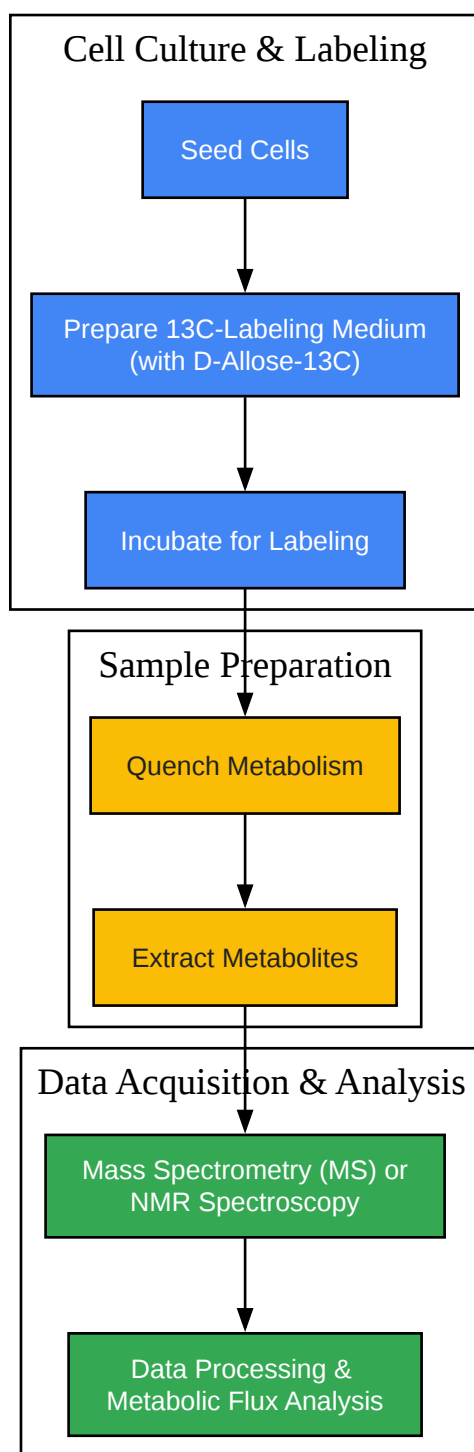 Cell Culture & Labeling
Seed Cells
Prepare 13C-Labeling Medium
(with D-Allose-13C)
Incubate for Labeling
Sample Preparation
Quench Metabolism
Extract Metabolites
Data Acquisition & Analysis
Mass Spectrometry (MS) or
NMR Spectroscopy
Data Processing &
Metabolic Flux Analysis